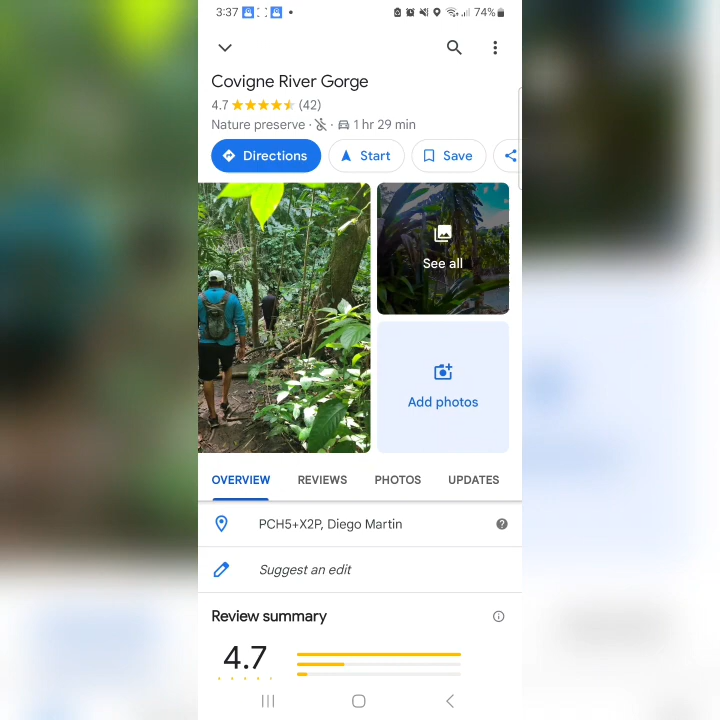 3:37 74%
Covigne River Gorge
4.7 (42)
Nature preserve · · 1 hr 29 min
Directions Start Save
See all
Add photos
OVERVIEW REVIEWS PHOTOS UPDATES
PCH5+X2P, Diego Martin
Suggest an edit
Review summary
4.7